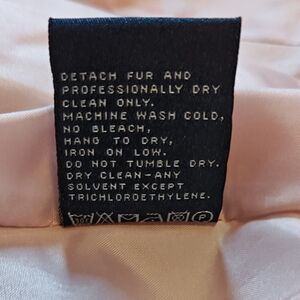 DETACH FUR AND
PROFESSIONALLY DRY
CLEAN ONLY.
MACHINE WASH COLD,
NO BLEACH,
HANG TO DRY,
IRON ON LOW.
DO NOT TUMBLE DRY.
DRY CLEAN-ANY
SOLVENT EXCEPT
TRICHLOROETHYLENE.
P